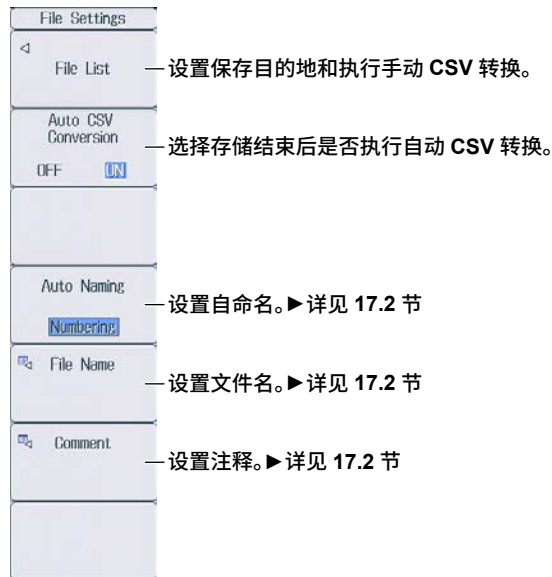 File Settings
File List
设置保存目的地和执行手动 CSV 转换。
Auto CSV
Conversion
OFF ON
选择存储结束后是否执行自动 CSV 转换。
Auto Naming
Numbering
设置自命名。►详见 17.2 节
File Name
设置文件名。►详见 17.2 节
Comment
设置注释。►详见 17.2 节